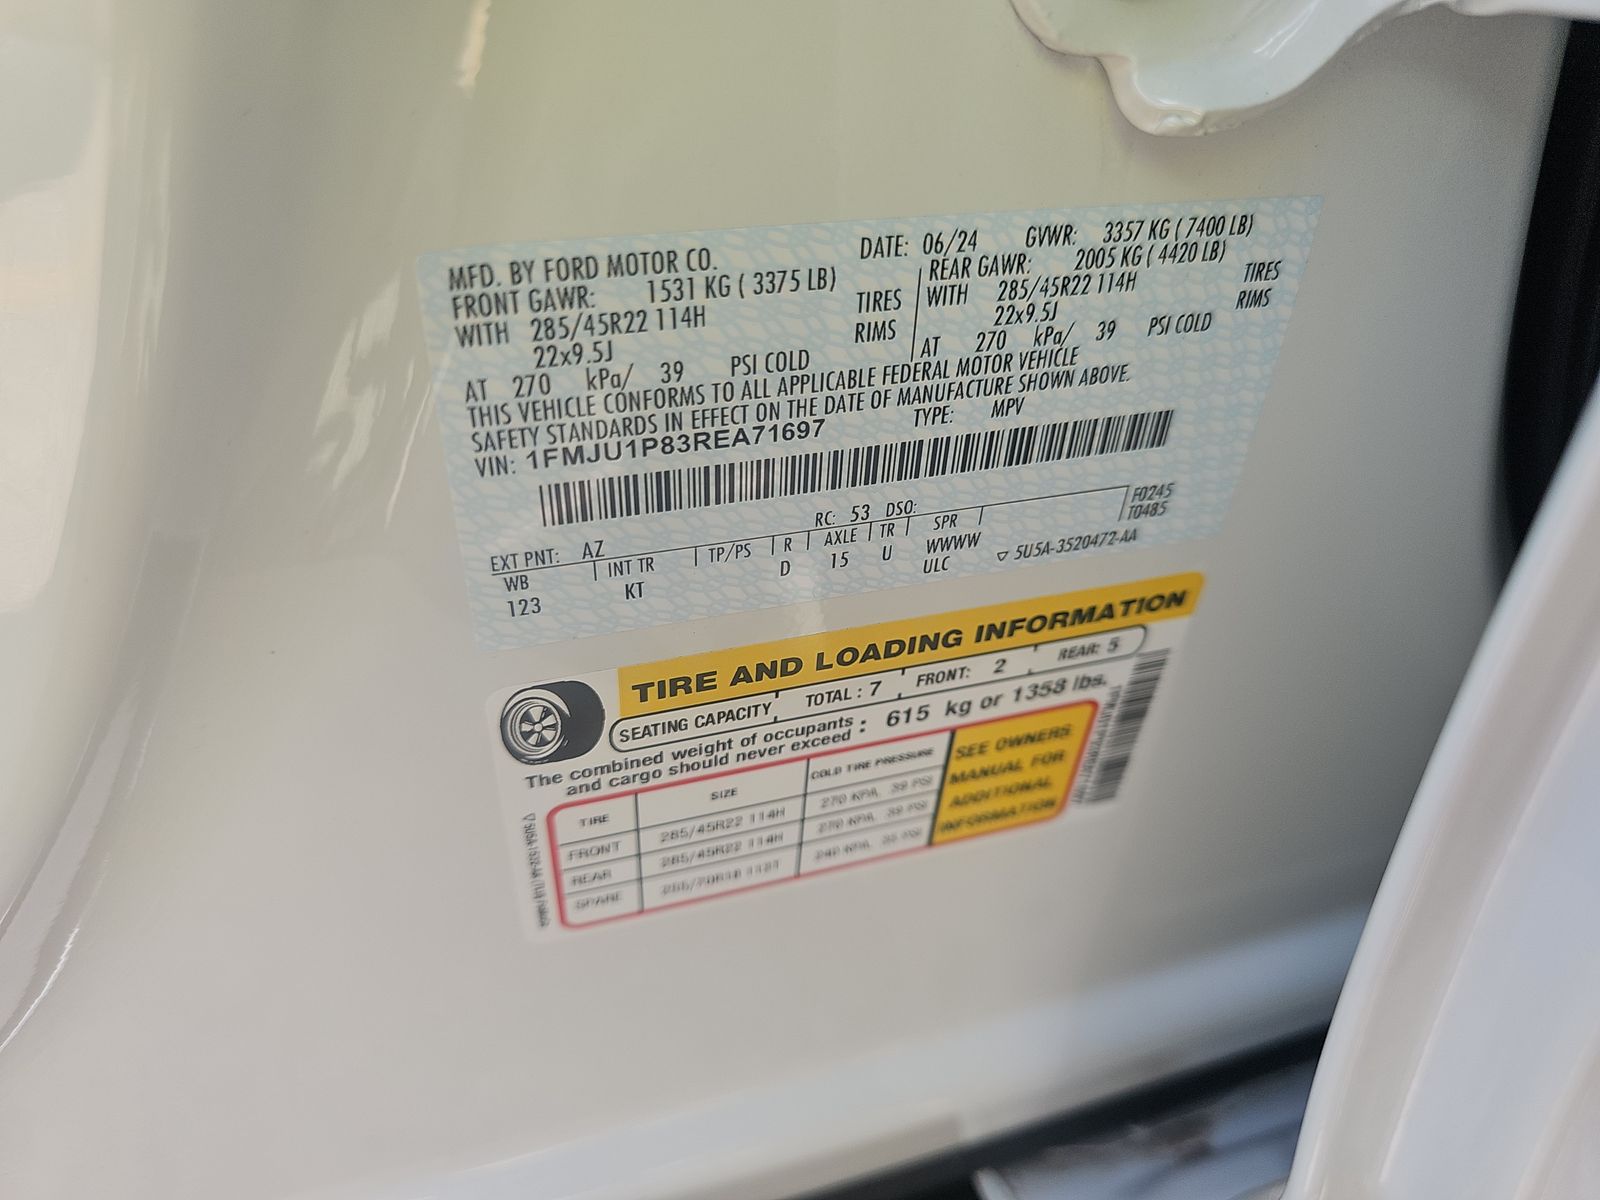 MFD. BY FORD MOTOR CO. DATE: 06/24 GVWR: 3357 KG ( 7400 LB)
FRONT GAWR: 1531 KG ( 3375 LB) REAR GAWR: 2005 KG ( 4420 LB)
WITH 285/45R22 114H TIRES WITH 285/45R22 114H TIRES
22x9.5J RIMS 22x9.5J RIMS
AT 270 kPa/ 39 PSI COLD AT 270 kPa/ 39 PSI COLD
THIS VEHICLE CONFORMS TO ALL APPLICABLE FEDERAL MOTOR VEHICLE
SAFETY STANDARDS IN EFFECT ON THE DATE OF MANUFACTURE SHOWN ABOVE.
VIN: 1FMJU1P83REA71697 TYPE: MPV
F0245
EXT PNT: AZ RC: 53 DSO: T0485
WB INT TR TP/PS R AXLE TR SPR
123 KT D 15 U WWWW
ULC ▽ 5U5A-3520472-AA
TIRE AND LOADING INFORMATION
SEATING CAPACITY TOTAL : 7 FRONT: 2 REAR: 5
The combined weight of occupants
and cargo should never exceed : 615 kg or 1358 lbs.
TIRE SIZE COLD TIRE PRESSURE
FRONT 285/45R22 114H 270 KPA, 39 PSI
REAR 285/45R22 114H 270 KPA, 39 PSI
SPARE
SEE OWNERS
MANUAL FOR
ADDITIONAL
INFORMATION